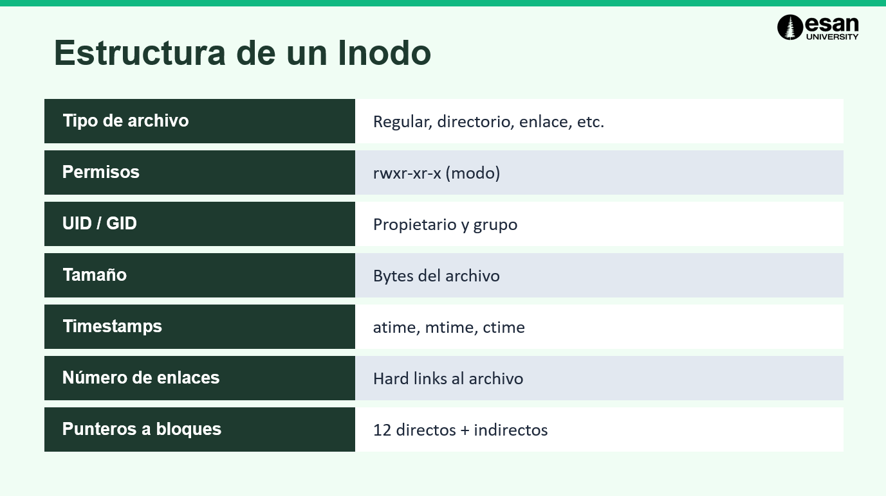 esan
UNIVERSITY
Estructura de un Inodo
Tipo de archivo Regular, directorio, enlace, etc.
Permisos rwxr-xr-x (modo)
UID / GID Propietario y grupo
Tamaño Bytes del archivo
Timestamps atime, mtime, ctime
Número de enlaces Hard links al archivo
Punteros a bloques 12 directos + indirectos